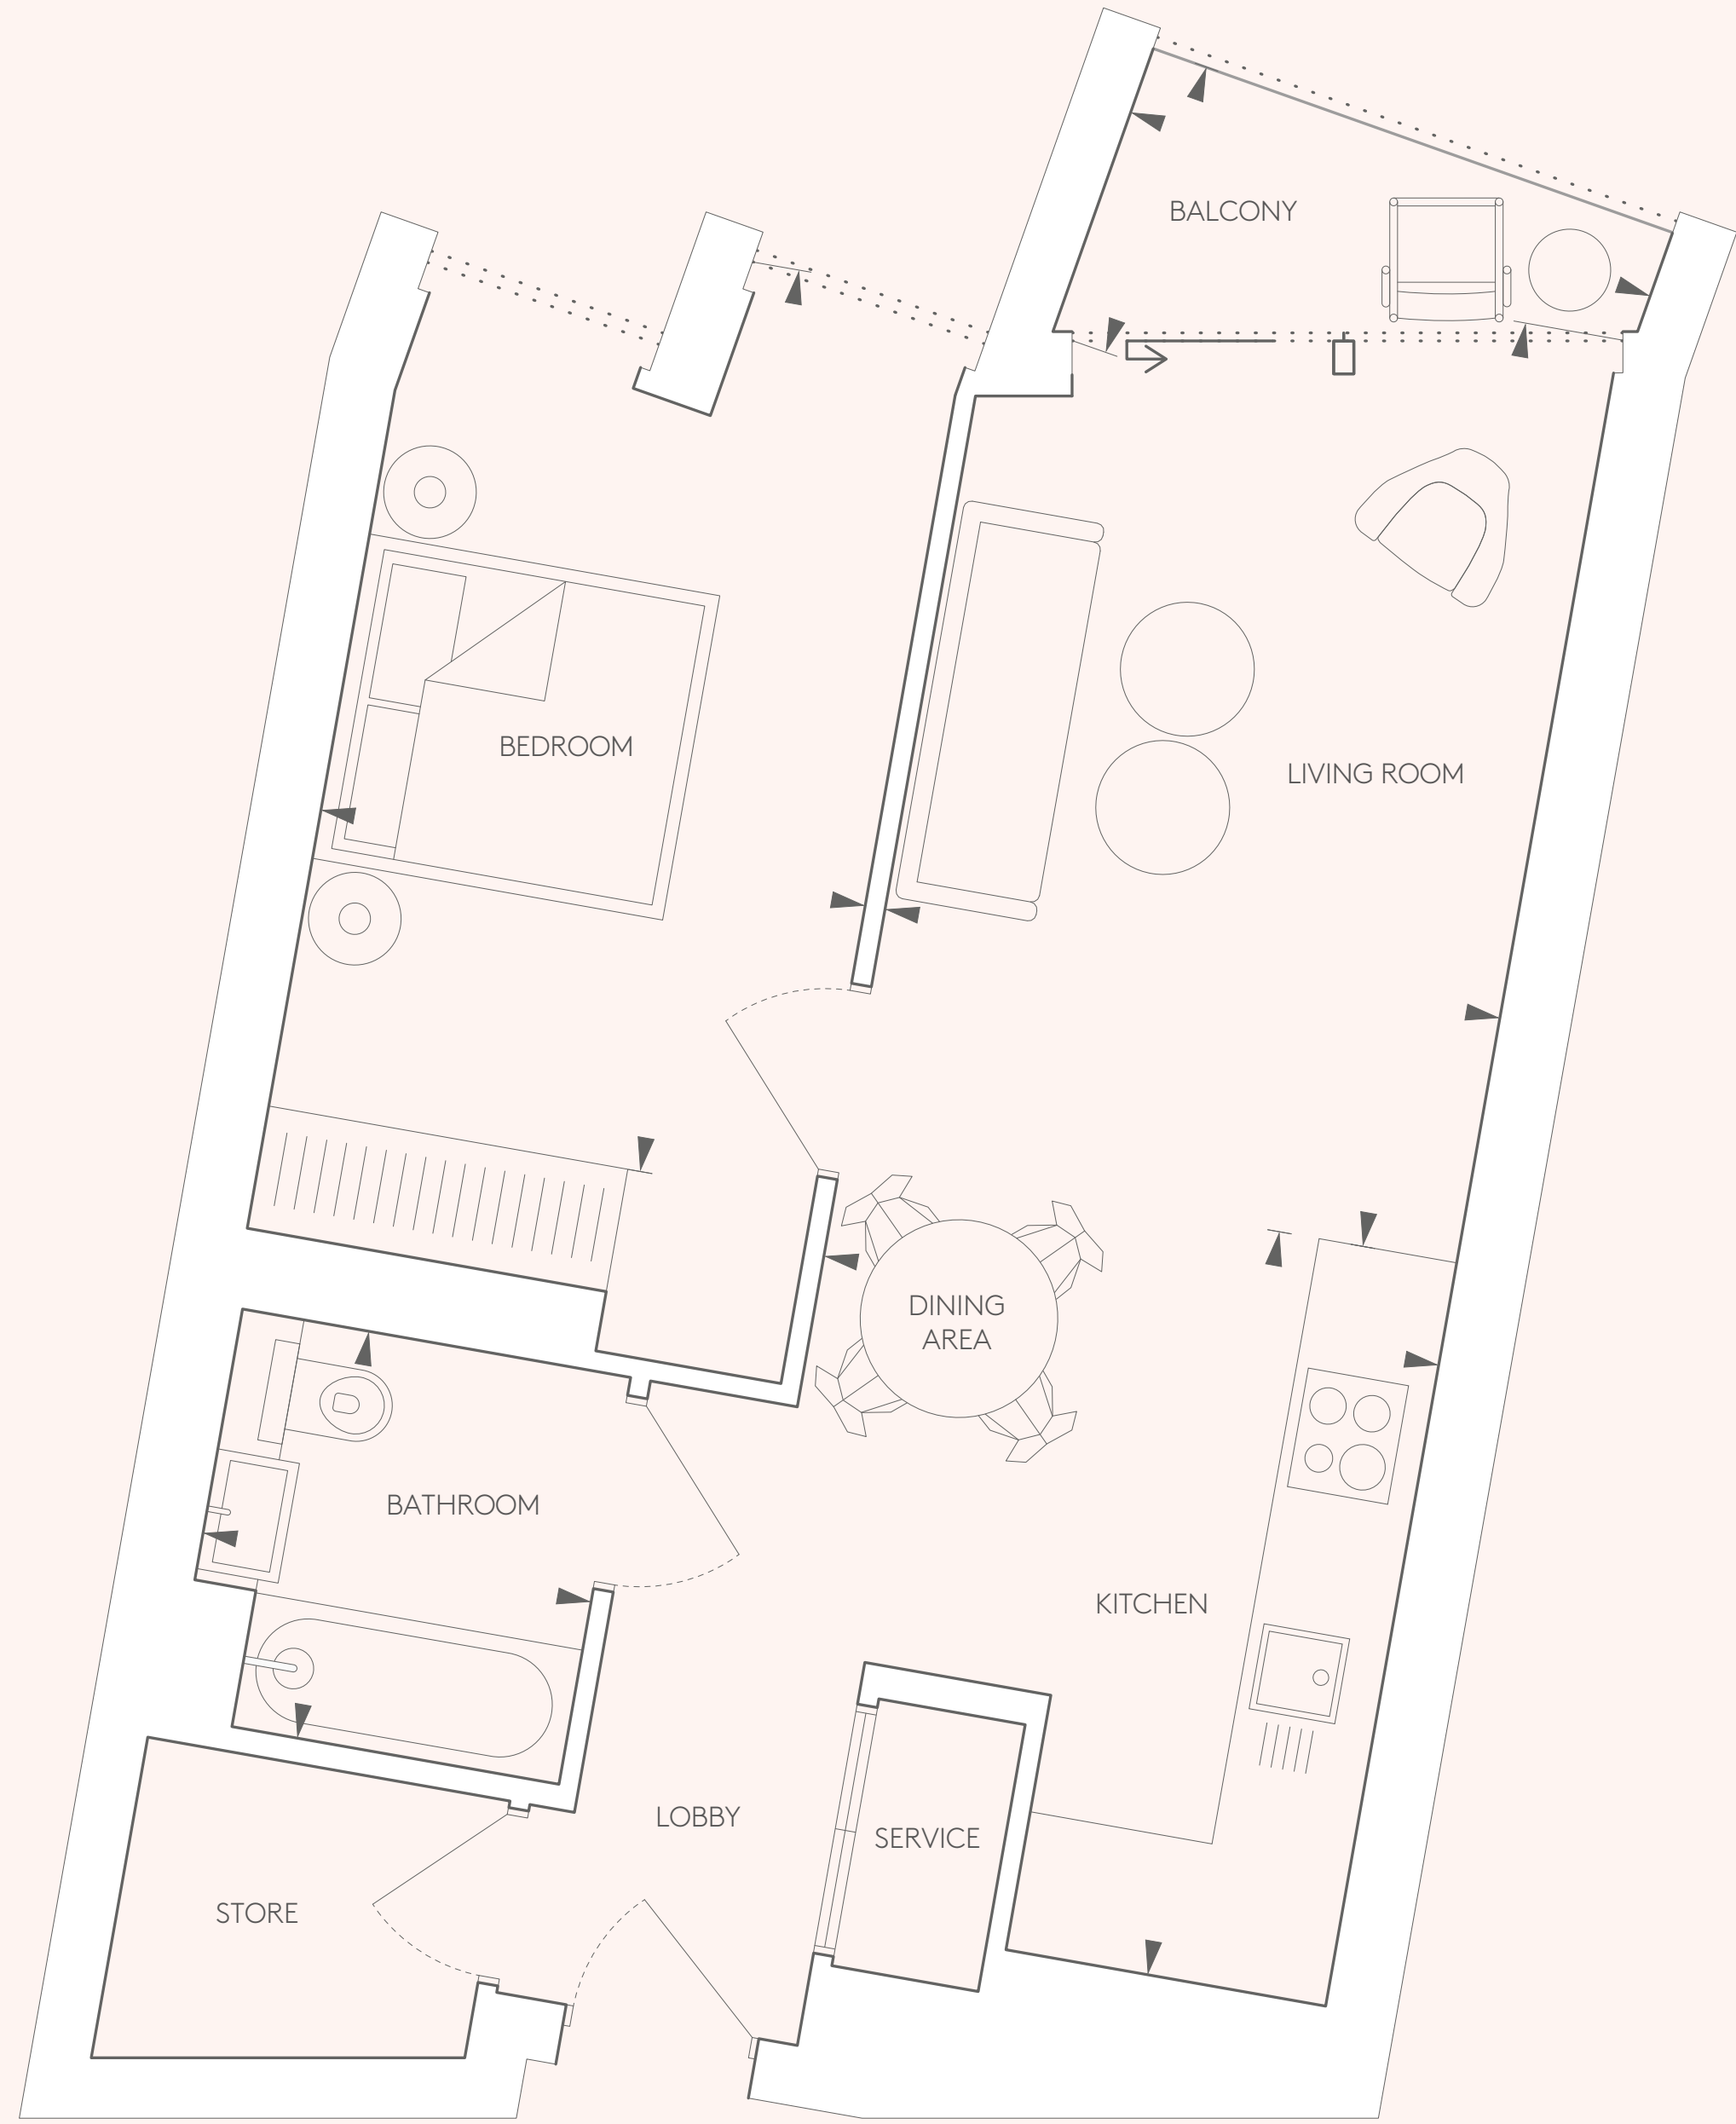 BALCONY
BEDROOM
LIVING ROOM
DINING
AREA
BATHROOM
KITCHEN
LOBBY
SERVICE
STORE